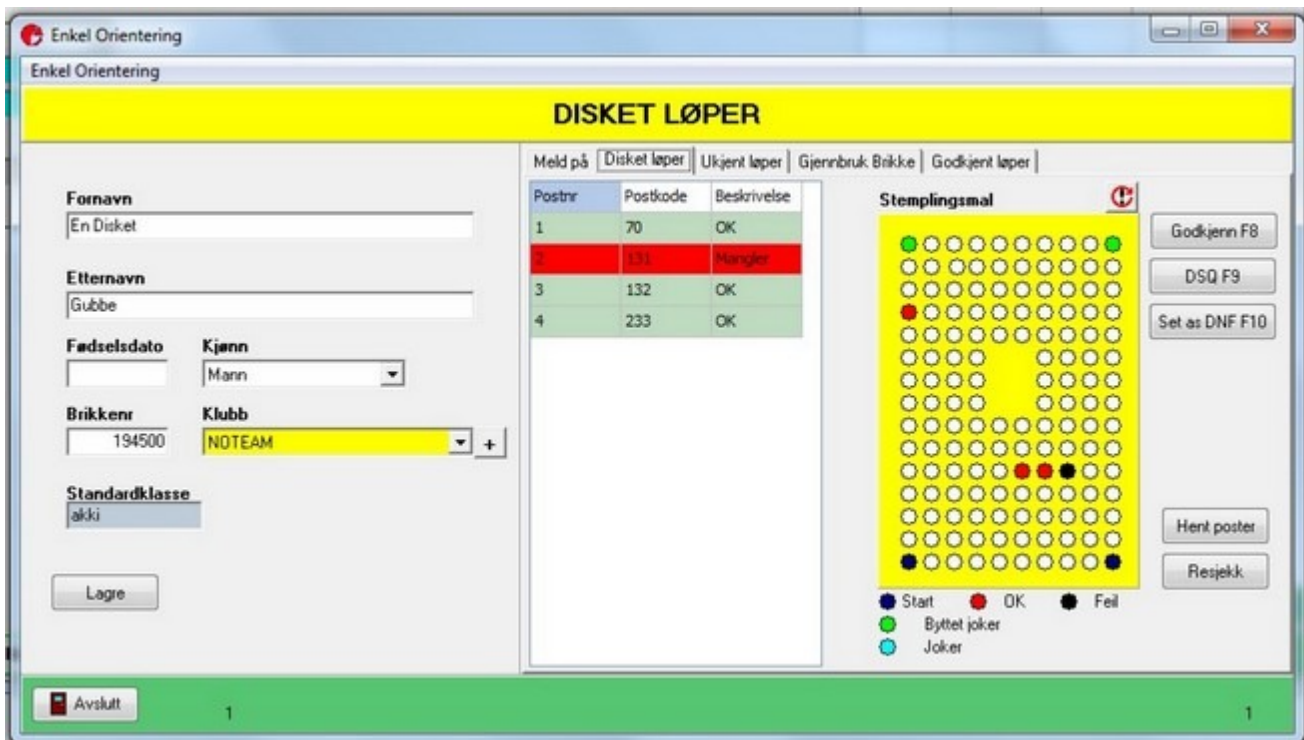 Enkel Orientering
Enkel Orientering
DISKET LØPER
Fornavn
En Disket
Etternavn
Gubbe
Fødselsdato Kjønn
Mann
Brikkenr Klubb
194500 NOTEAM +
Standardklasse
akki
Lagre
Meld på Disket løper Ukjent løper Gjennbruk Brikke Godkjent løper
Postnr Postkode Beskrivelse
1 70 OK
2 131 Mangler
3 132 OK
4 233 OK
Stemplingsmal
Godkjenn F8
DSQ F9
Set as DNF F10
Hent poster
Resjekk
Start OK Feil
Byttet joker
Joker
Avslutt 1 1